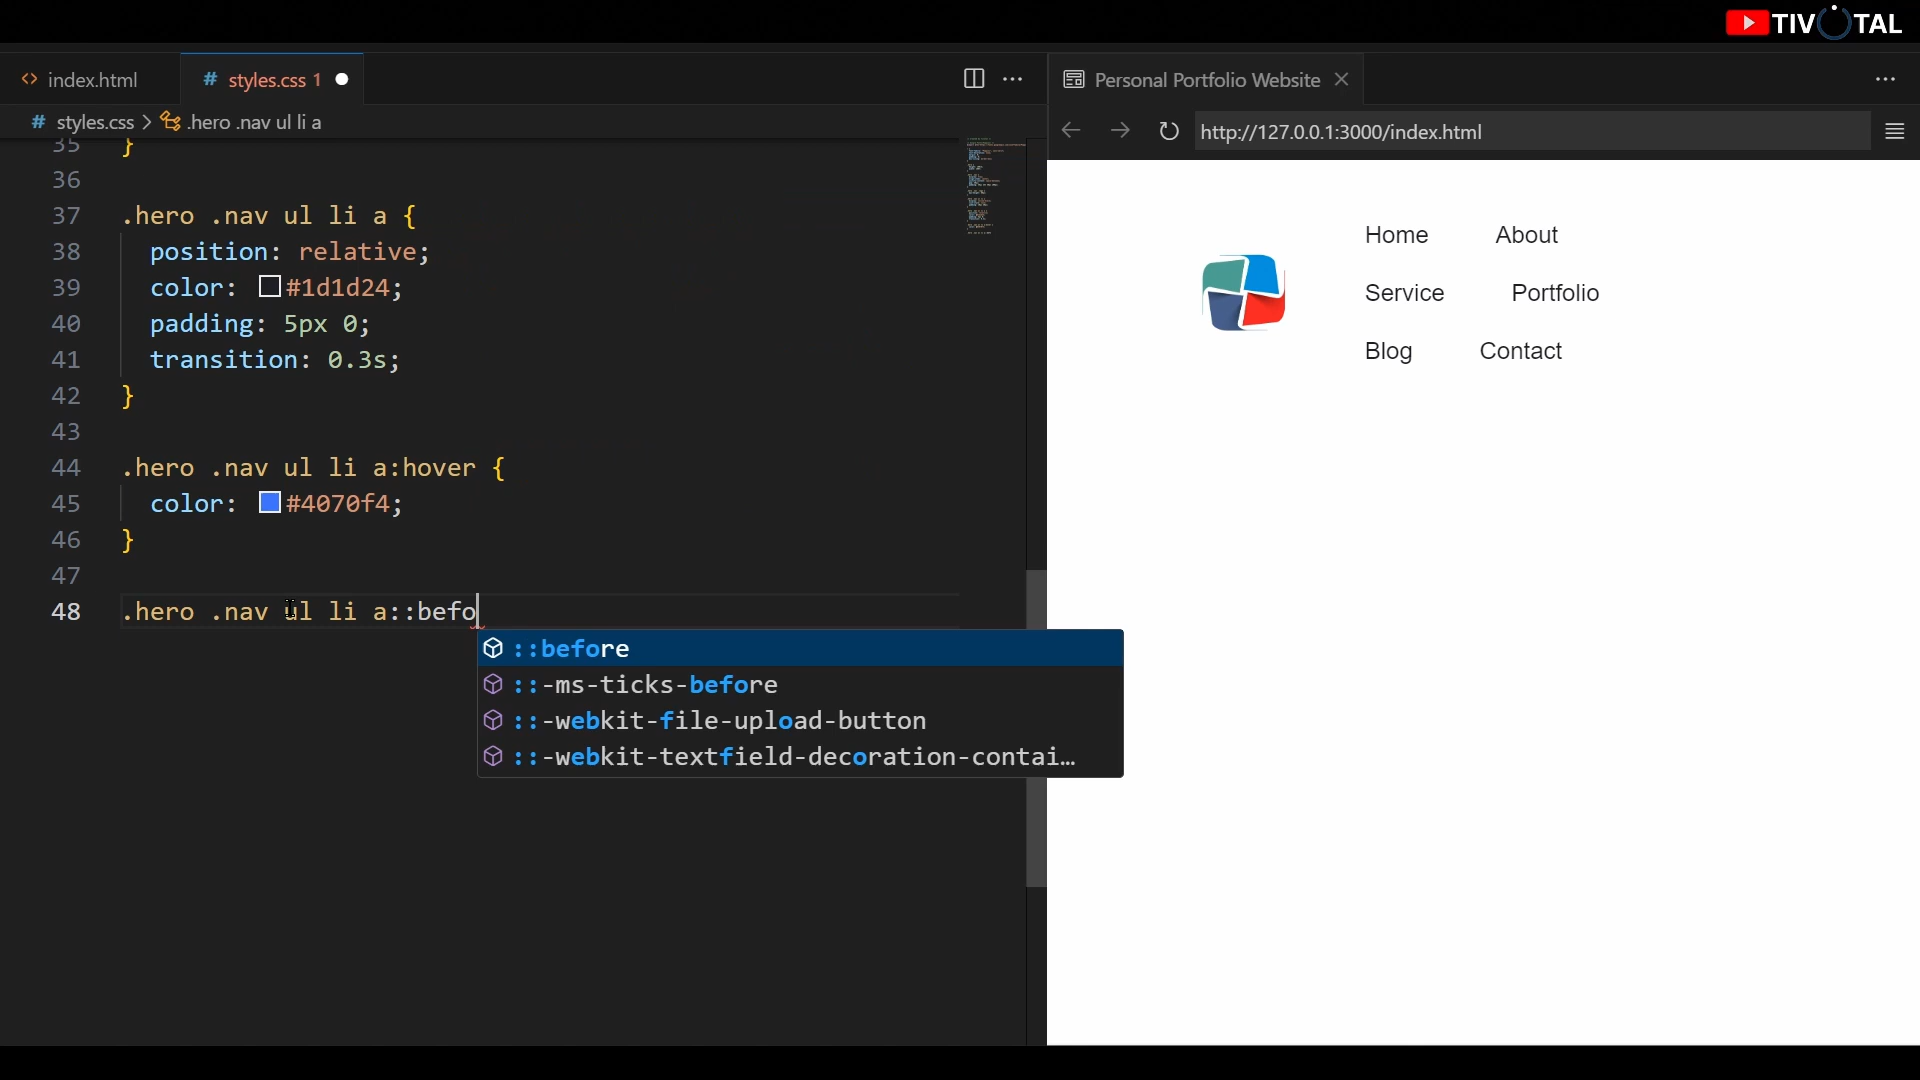 TIVOTAL
index.html
styles.css 1
Personal Portfolio Website
styles.css > .hero .nav ul li a
http://127.0.0.1:3000/index.html
35 }
36
37 .hero .nav ul li a {
38 position: relative;
39 color: #1d1d24;
40 padding: 5px 0;
41 transition: 0.3s;
42 }
43
44 .hero .nav ul li a:hover {
45 color: #4070f4;
46 }
47
48 .hero .nav ul li a::befo
::before
::-ms-ticks-before
::-webkit-file-upload-button
::-webkit-textfield-decoration-contai…
Home About
Service Portfolio
Blog Contact